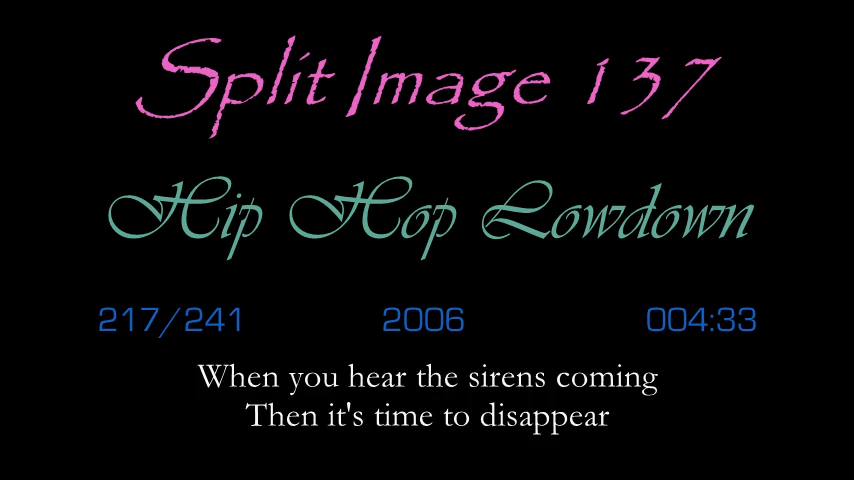 Split Image 137
Hip Hop Lowdown
217/241 2006 004:33
When you hear the sirens coming
Then it's time to disappear